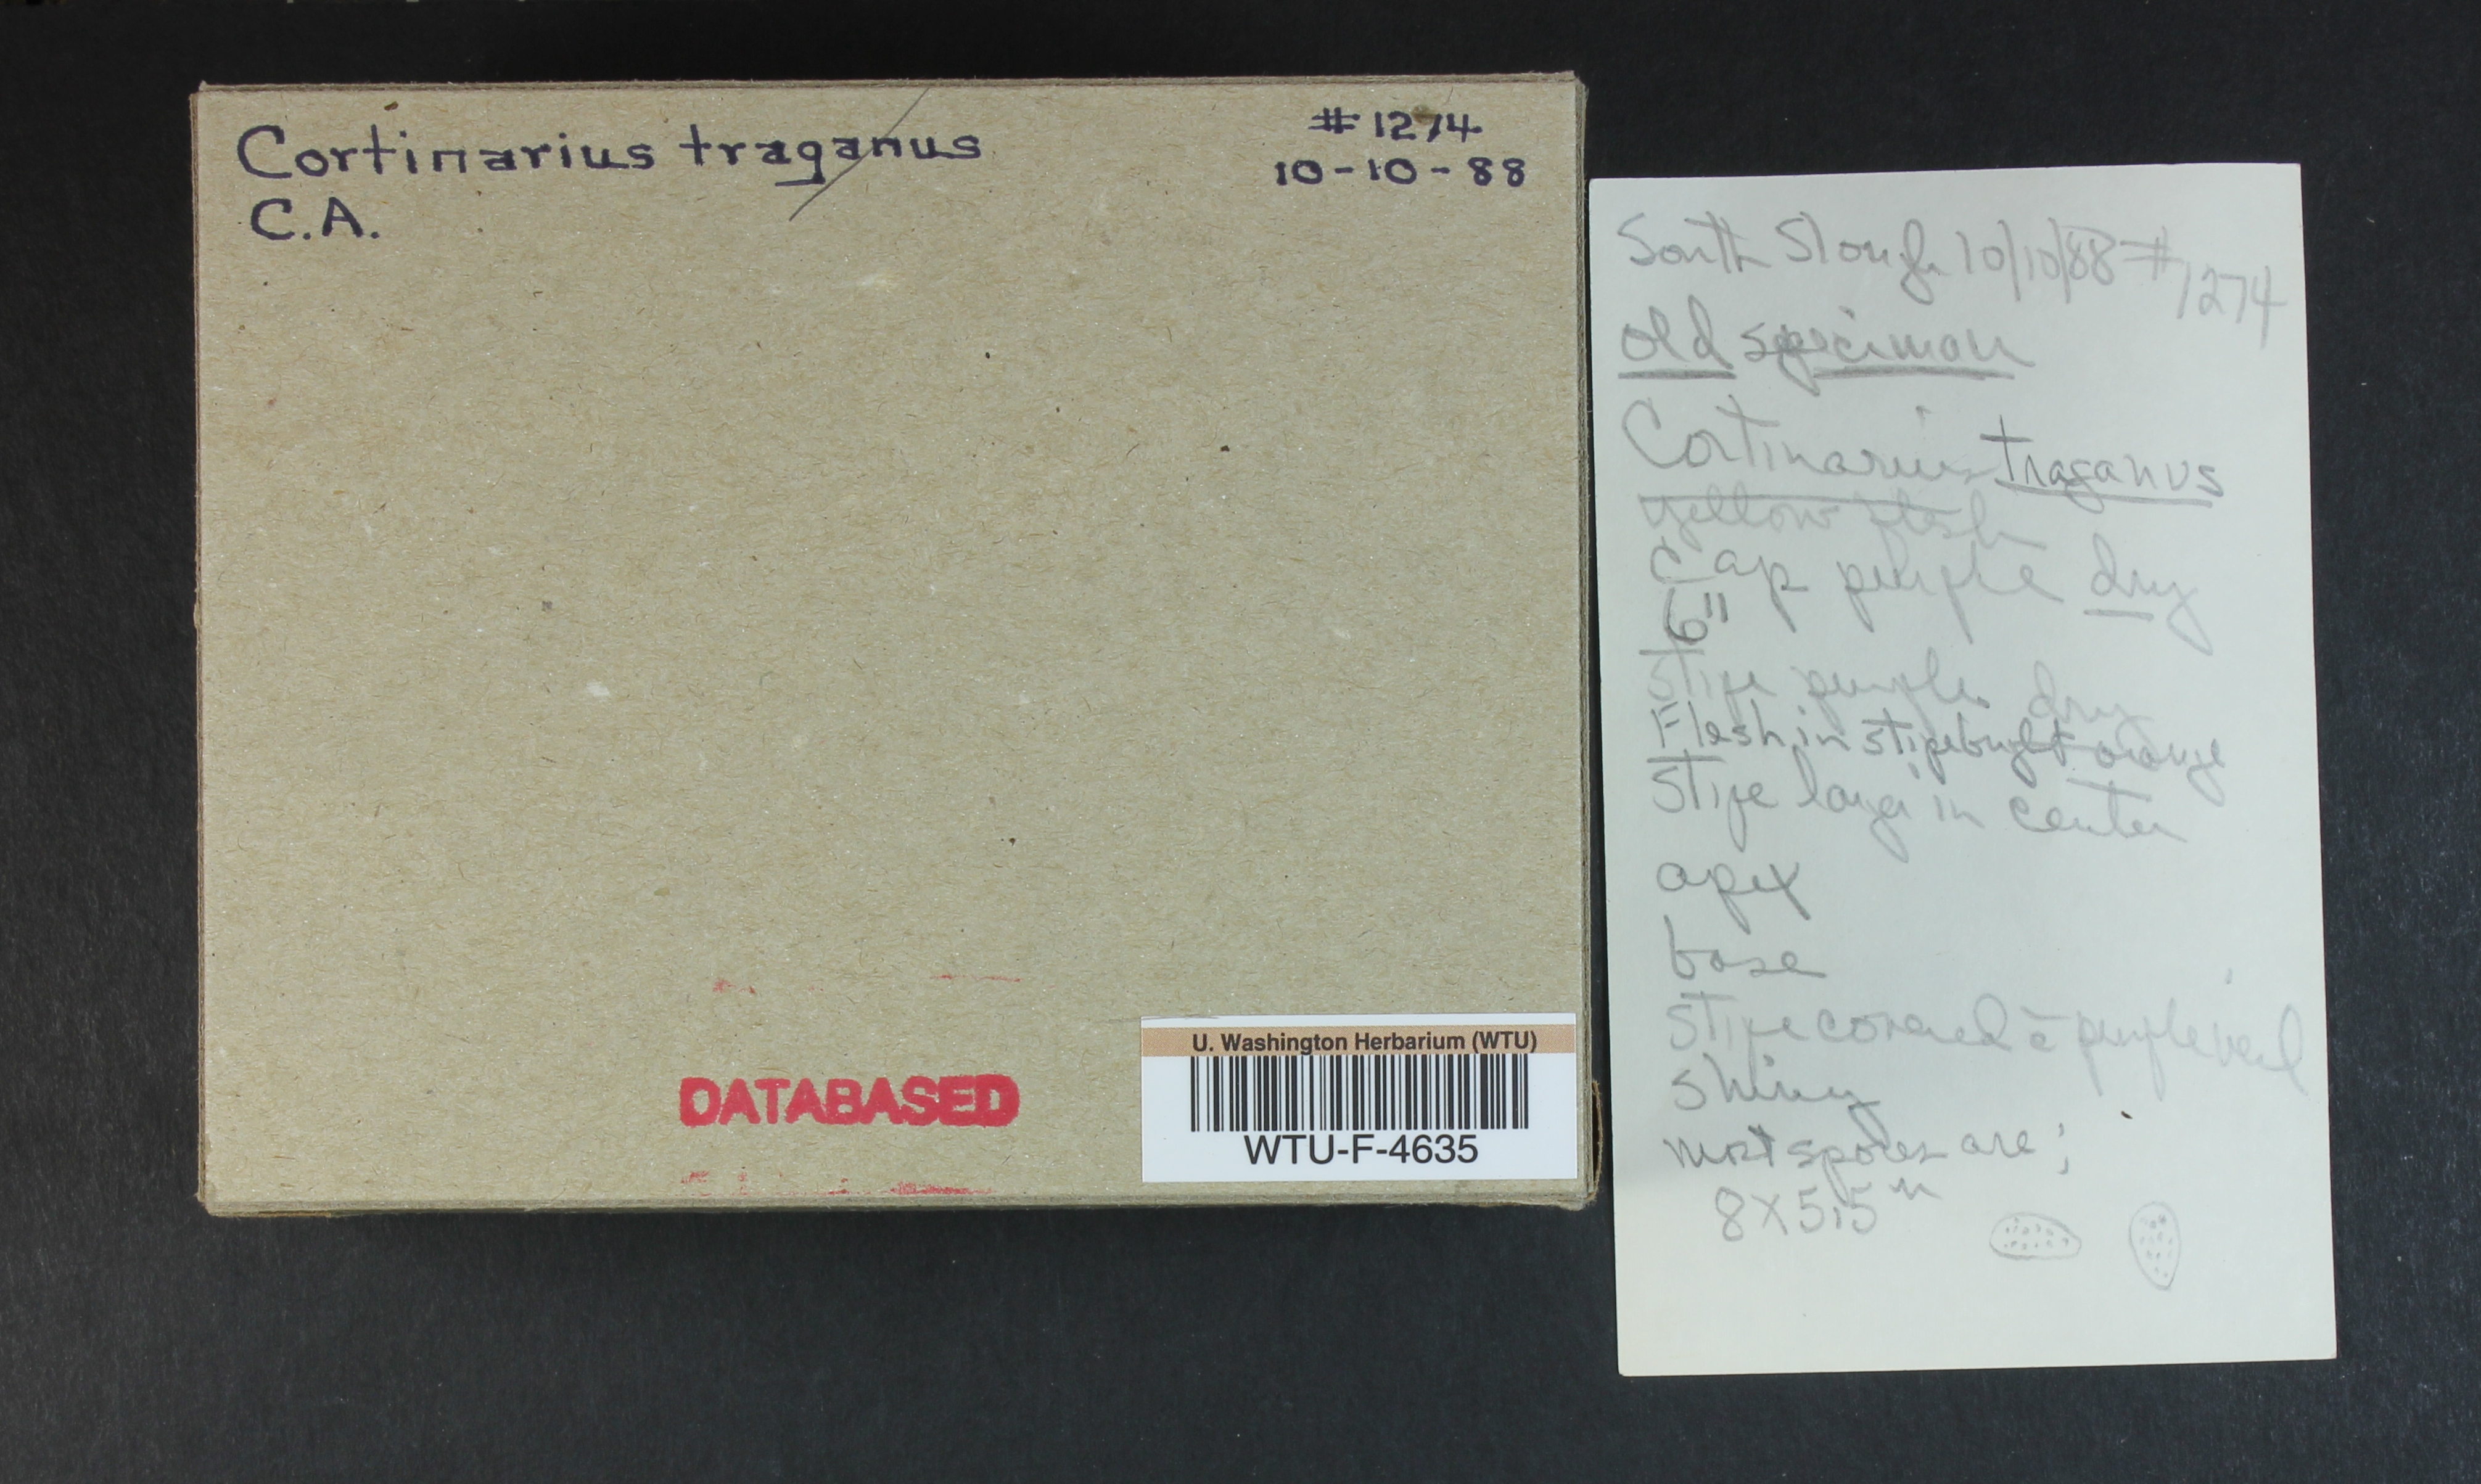 Cortinarius traganus
C.A.
#1274
10-10-88
DATABASED
U. Washington Herbarium (WTU)
WTU-F-4635
South Slough 10/10/88 #1274
old speciman
Cortinarius traganus
yellow flesh
Cap purple dry
6"
Stipe purple dry
Flesh in stipe bright orange
Stipe larger in center
apex
base
Stipe covered c̄ purple veil
shiny
most spores are;
8X5.5